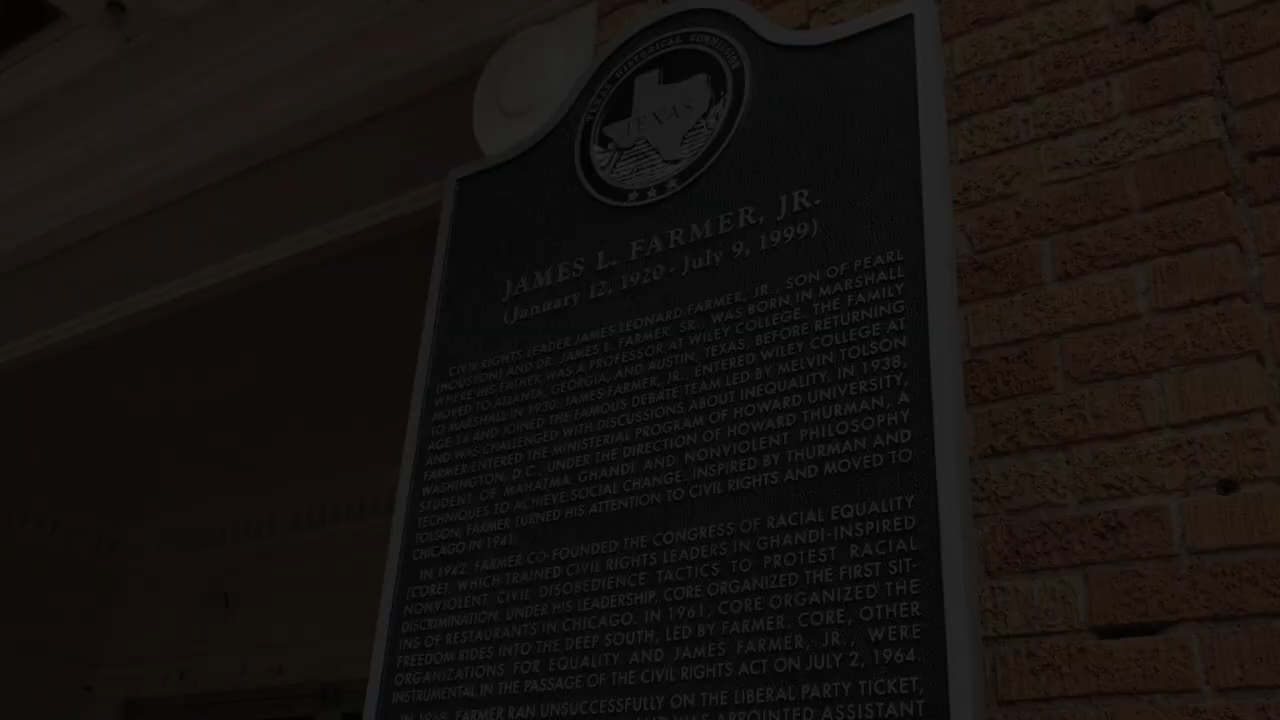 TEXAS HISTORICAL COMMISSION
TEXAS
JAMES L. FARMER, JR.
(January 12, 1920 - July 9, 1999)
CIVIL RIGHTS LEADER JAMES LEONARD FARMER, JR., SON OF PEARL
(HOUSTON) AND DR. JAMES L. FARMER, SR., WAS BORN IN MARSHALL
WHERE HIS FATHER WAS A PROFESSOR AT WILEY COLLEGE. THE FAMILY
MOVED TO ATLANTA, GEORGIA, AND AUSTIN, TEXAS, BEFORE RETURNING
TO MARSHALL IN 1930. JAMES FARMER, JR., ENTERED WILEY COLLEGE AT
AGE 14 AND JOINED THE FAMOUS DEBATE TEAM LED BY MELVIN TOLSON
AND WAS CHALLENGED WITH DISCUSSIONS ABOUT INEQUALITY. IN 1938,
FARMER ENTERED THE MINISTERIAL PROGRAM OF HOWARD UNIVERSITY,
WASHINGTON, D.C., UNDER THE DIRECTION OF HOWARD THURMAN, A
STUDENT OF MAHATMA GHANDI AND NONVIOLENT PHILOSOPHY
TECHNIQUES TO ACHIEVE SOCIAL CHANGE. INSPIRED BY THURMAN AND
TOLSON, FARMER TURNED HIS ATTENTION TO CIVIL RIGHTS AND MOVED TO
CHICAGO IN 1941.
IN 1942, FARMER CO-FOUNDED THE CONGRESS OF RACIAL EQUALITY
(CORE), WHICH TRAINED CIVIL RIGHTS LEADERS IN GHANDI-INSPIRED
NONVIOLENT CIVIL DISOBEDIENCE TACTICS TO PROTEST RACIAL
DISCRIMINATION. UNDER HIS LEADERSHIP, CORE ORGANIZED THE FIRST SIT-
INS OF RESTAURANTS IN CHICAGO. IN 1961, CORE ORGANIZED THE
FREEDOM RIDES INTO THE DEEP SOUTH, LED BY FARMER. CORE, OTHER
ORGANIZATIONS FOR EQUALITY AND JAMES FARMER, JR., WERE
INSTRUMENTAL IN THE PASSAGE OF THE CIVIL RIGHTS ACT ON JULY 2, 1964.
IN 1968, FARMER RAN UNSUCCESSFULLY ON THE LIBERAL PARTY TICKET,
AND WAS APPOINTED ASSISTANT